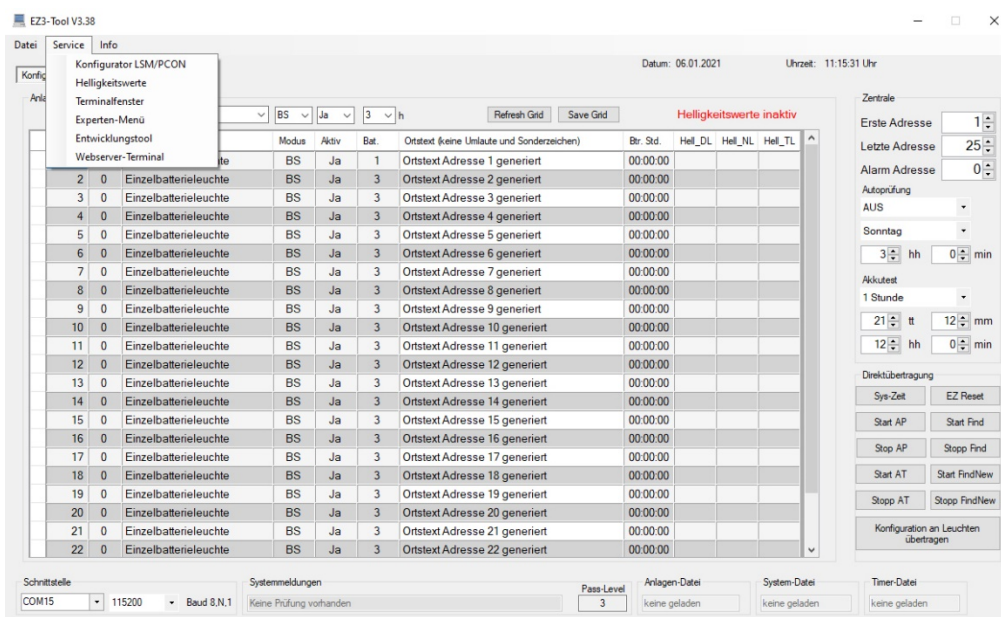 EZ3-Tool V3.38
Datei Service Info
Konfigurator LSM/PCON
Helligkeitswerte
Terminalfenster
Experten-Menü
Entwicklungstool
Webserver-Terminal
Datum: 06.01.2021 Uhrzeit: 11:15:31 Uhr
BS Ja 3 h Refresh Grid Save Grid Helligkeitswerte inaktiv
Modus Aktiv Bat. Ortstext (keine Umlaute und Sonderzeichen) Btr. Std. Hell_DL Hell_NL Hell_TL
BS Ja 1 Ortstext Adresse 1 generiert 00:00:00
2 0 Einzelbatterieleuchte BS Ja 3 Ortstext Adresse 2 generiert 00:00:00
3 0 Einzelbatterieleuchte BS Ja 3 Ortstext Adresse 3 generiert 00:00:00
4 0 Einzelbatterieleuchte BS Ja 3 Ortstext Adresse 4 generiert 00:00:00
5 0 Einzelbatterieleuchte BS Ja 3 Ortstext Adresse 5 generiert 00:00:00
6 0 Einzelbatterieleuchte BS Ja 3 Ortstext Adresse 6 generiert 00:00:00
7 0 Einzelbatterieleuchte BS Ja 3 Ortstext Adresse 7 generiert 00:00:00
8 0 Einzelbatterieleuchte BS Ja 3 Ortstext Adresse 8 generiert 00:00:00
9 0 Einzelbatterieleuchte BS Ja 3 Ortstext Adresse 9 generiert 00:00:00
10 0 Einzelbatterieleuchte BS Ja 3 Ortstext Adresse 10 generiert 00:00:00
11 0 Einzelbatterieleuchte BS Ja 3 Ortstext Adresse 11 generiert 00:00:00
12 0 Einzelbatterieleuchte BS Ja 3 Ortstext Adresse 12 generiert 00:00:00
13 0 Einzelbatterieleuchte BS Ja 3 Ortstext Adresse 13 generiert 00:00:00
14 0 Einzelbatterieleuchte BS Ja 3 Ortstext Adresse 14 generiert 00:00:00
15 0 Einzelbatterieleuchte BS Ja 3 Ortstext Adresse 15 generiert 00:00:00
16 0 Einzelbatterieleuchte BS Ja 3 Ortstext Adresse 16 generiert 00:00:00
17 0 Einzelbatterieleuchte BS Ja 3 Ortstext Adresse 17 generiert 00:00:00
18 0 Einzelbatterieleuchte BS Ja 3 Ortstext Adresse 18 generiert 00:00:00
19 0 Einzelbatterieleuchte BS Ja 3 Ortstext Adresse 19 generiert 00:00:00
20 0 Einzelbatterieleuchte BS Ja 3 Ortstext Adresse 20 generiert 00:00:00
21 0 Einzelbatterieleuchte BS Ja 3 Ortstext Adresse 21 generiert 00:00:00
22 0 Einzelbatterieleuchte BS Ja 3 Ortstext Adresse 22 generiert 00:00:00
Zentrale
Erste Adresse 1
Letzte Adresse 25
Alarm Adresse 0
Autoprüfung
AUS
Sonntag
3 hh 0 min
Akkutest
1 Stunde
21 tt 12 mm
12 hh 0 min
Direktübertragung
Sys-Zeit EZ Reset
Start AP Start Find
Stop AP Stopp Find
Start AT Start FindNew
Stopp AT Stopp FindNew
Konfiguration an Leuchten
übertragen
Schnittstelle Systemmeldungen Pass-Level Anlagen-Datei System-Datei Timer-Datei
COM15 115200 Baud 8,N,1 Keine Prüfung vorhanden 3 keine geladen keine geladen keine geladen